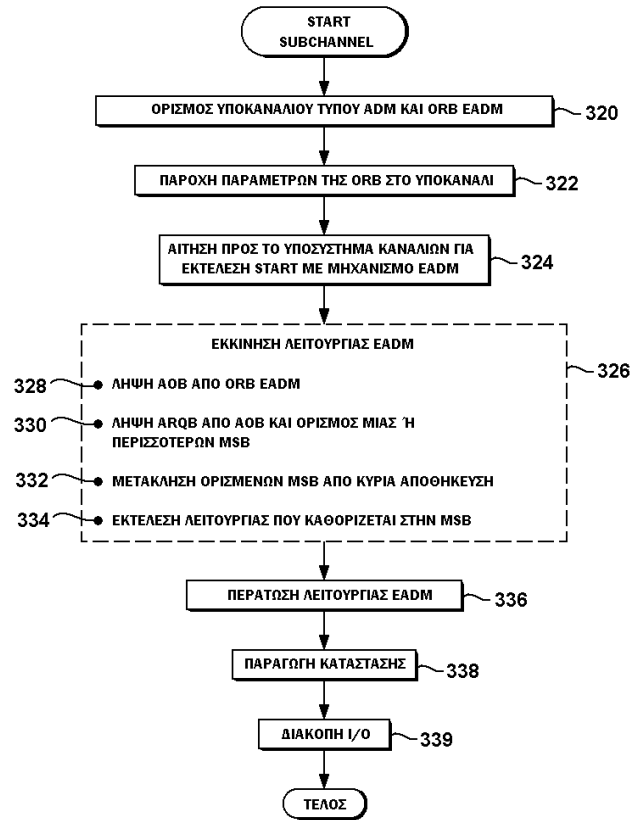 START
SUBCHANNEL
ΟΡΙΣΜΟΣ ΥΠΟΚΑΝΑΛΙΟΥ ΤΥΠΟΥ ADM ΚΑΙ ORB EADM
320
ΠΑΡΟΧΗ ΠΑΡΑΜΕΤΡΩΝ ΤΗΣ ORB ΣΤΟ ΥΠΟΚΑΝΑΛΙ
322
ΑΙΤΗΣΗ ΠΡΟΣ ΤΟ ΥΠΟΣΥΣΤΗΜΑ ΚΑΝΑΛΙΩΝ ΓΙΑ
ΕΚΤΕΛΕΣΗ START ΜΕ ΜΗΧΑΝΙΣΜΟ EADM
324
ΕΚΚΙΝΗΣΗ ΛΕΙΤΟΥΡΓΙΑΣ EADM
326
328 ● ΛΗΨΗ AOB ΑΠΟ ORB EADM
330 ● ΛΗΨΗ ARQB ΑΠΟ AOB ΚΑΙ ΟΡΙΣΜΟΣ ΜΙΑΣ Ή
ΠΕΡΙΣΣΟΤΕΡΩΝ MSB
332 ● ΜΕΤΑΚΛΗΣΗ ΟΡΙΣΜΕΝΩΝ MSB ΑΠΟ ΚΥΡΙΑ ΑΠΟΘΗΚΕΥΣΗ
334 ● ΕΚΤΕΛΕΣΗ ΛΕΙΤΟΥΡΓΙΑΣ ΠΟΥ ΚΑΘΟΡΙΖΕΤΑΙ ΣΤΗΝ MSB
ΠΕΡΑΤΩΣΗ ΛΕΙΤΟΥΡΓΙΑΣ EADM
336
ΠΑΡΑΓΩΓΗ ΚΑΤΑΣΤΑΣΗΣ
338
ΔΙΑΚΟΠΗ I/O
339
ΤΕΛΟΣ